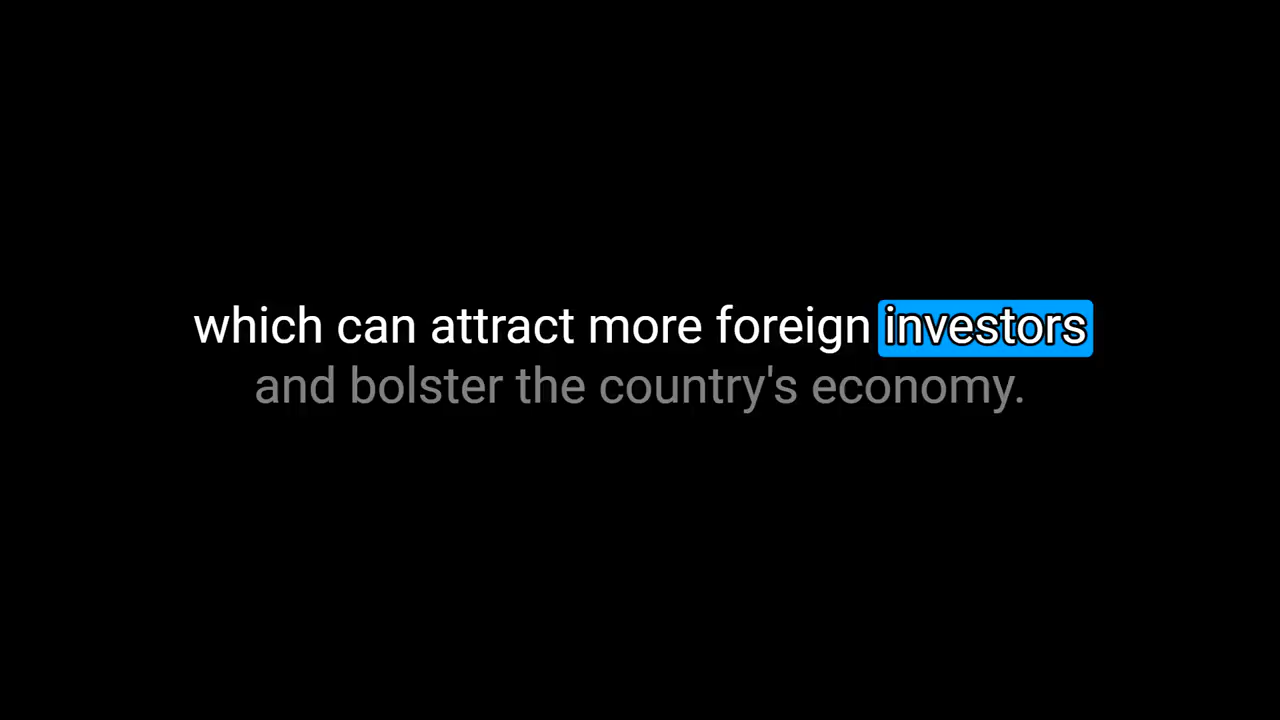 which can attract more foreign investors
and bolster the country's economy.